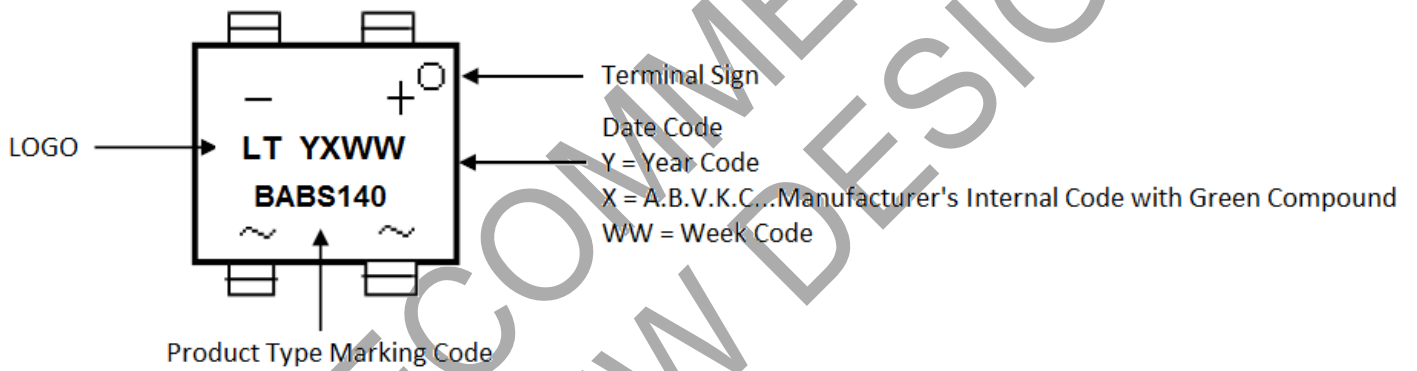 − +
Terminal Sign
Date Code
LOGO
LT YXWW
Y = Year Code
BABS140
X = A.B.V.K.C...Manufacturer's Internal Code with Green Compound
~ ~
WW = Week Code
Product Type Marking Code